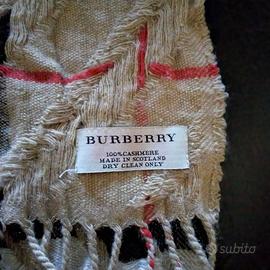 BURBERRY
100% CASHMERE
MADE IN SCOTLAND
DRY CLEAN ONLY
subito